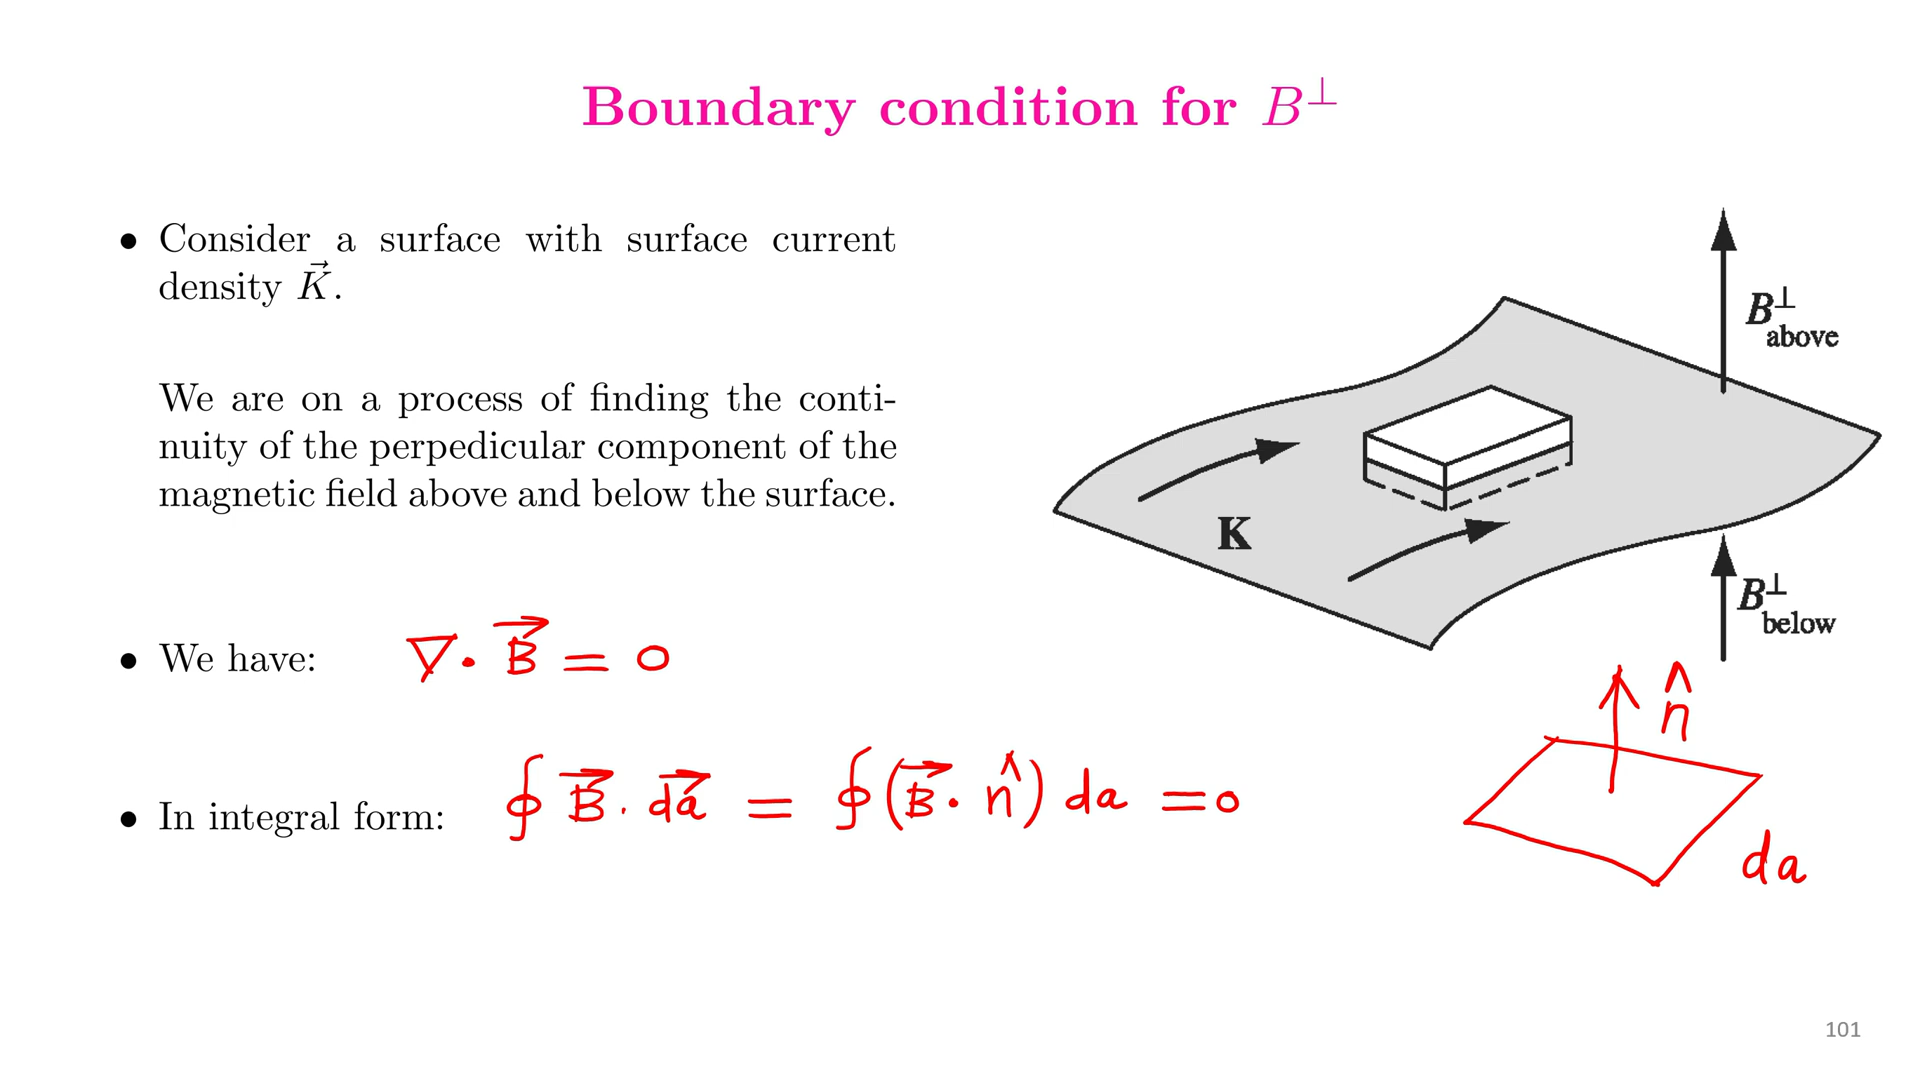 Boundary condition for B⊥
• Consider a surface with surface current
density K⃗.
We are on a process of finding the conti-
nuity of the perpedicular component of the
magnetic field above and below the surface.
B⊥above
K
B⊥below
• We have: ∇·B⃗ = 0
n̂
• In integral form: ∮ B⃗ · da⃗ = ∮ (B⃗ · n̂) da = 0
da
101